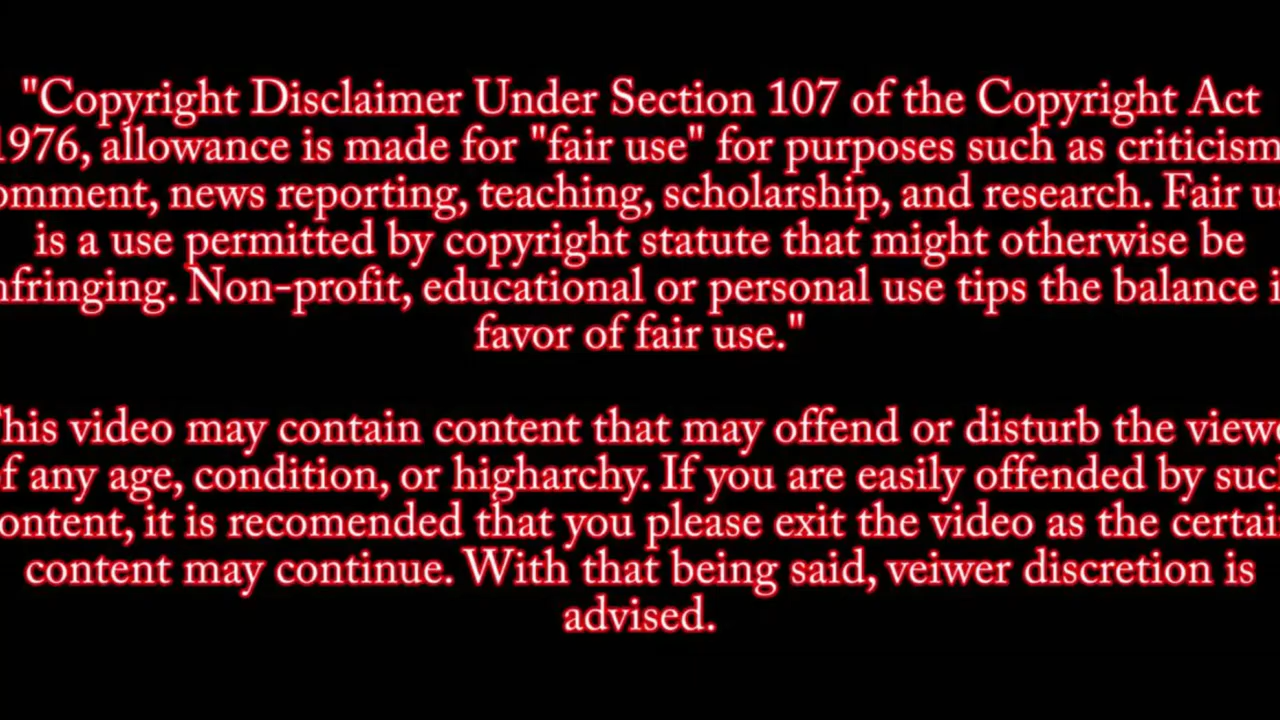 "Copyright Disclaimer Under Section 107 of the Copyright Act
1976, allowance is made for "fair use" for purposes such as criticism
omment, news reporting, teaching, scholarship, and research. Fair u
is a use permitted by copyright statute that might otherwise be
nfringing. Non-profit, educational or personal use tips the balance i
favor of fair use."
This video may contain content that may offend or disturb the viewe
of any age, condition, or higharchy. If you are easily offended by such
ontent, it is recomended that you please exit the video as the certai
content may continue. With that being said, veiwer discretion is
advised.